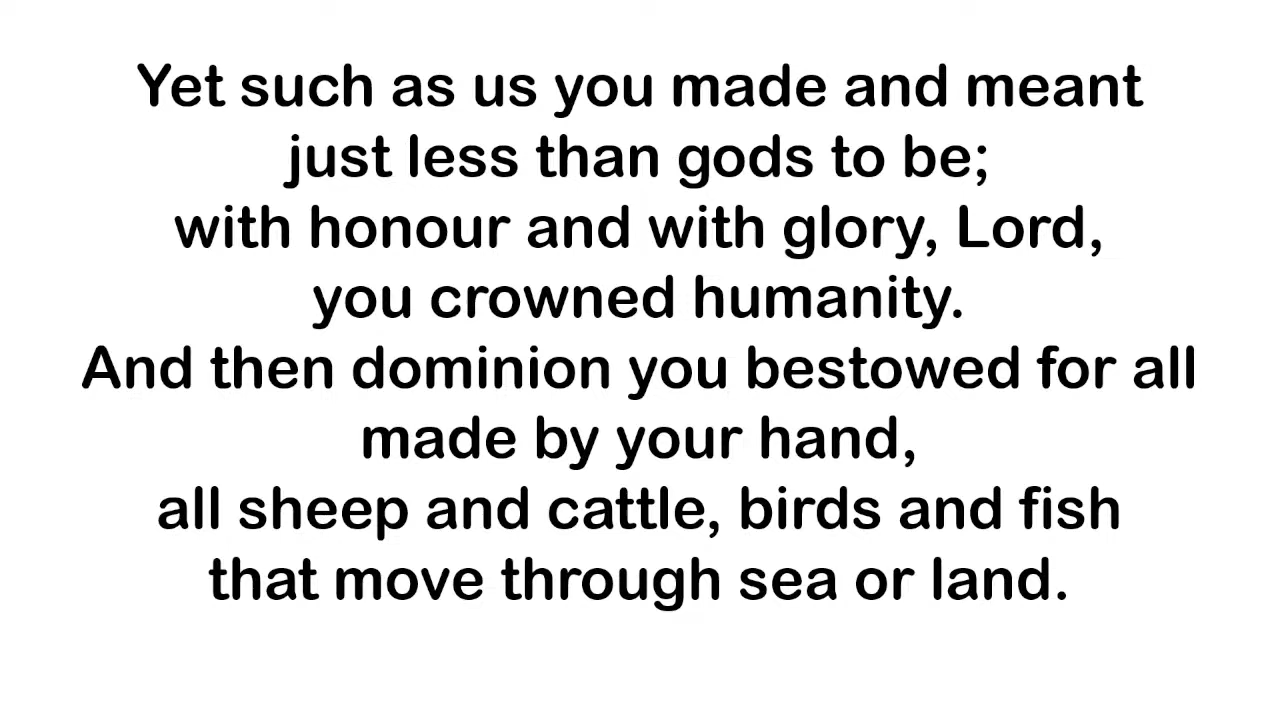 Yet such as us you made and meant
just less than gods to be;
with honour and with glory, Lord,
you crowned humanity.
And then dominion you bestowed for all
made by your hand,
all sheep and cattle, birds and fish
that move through sea or land.